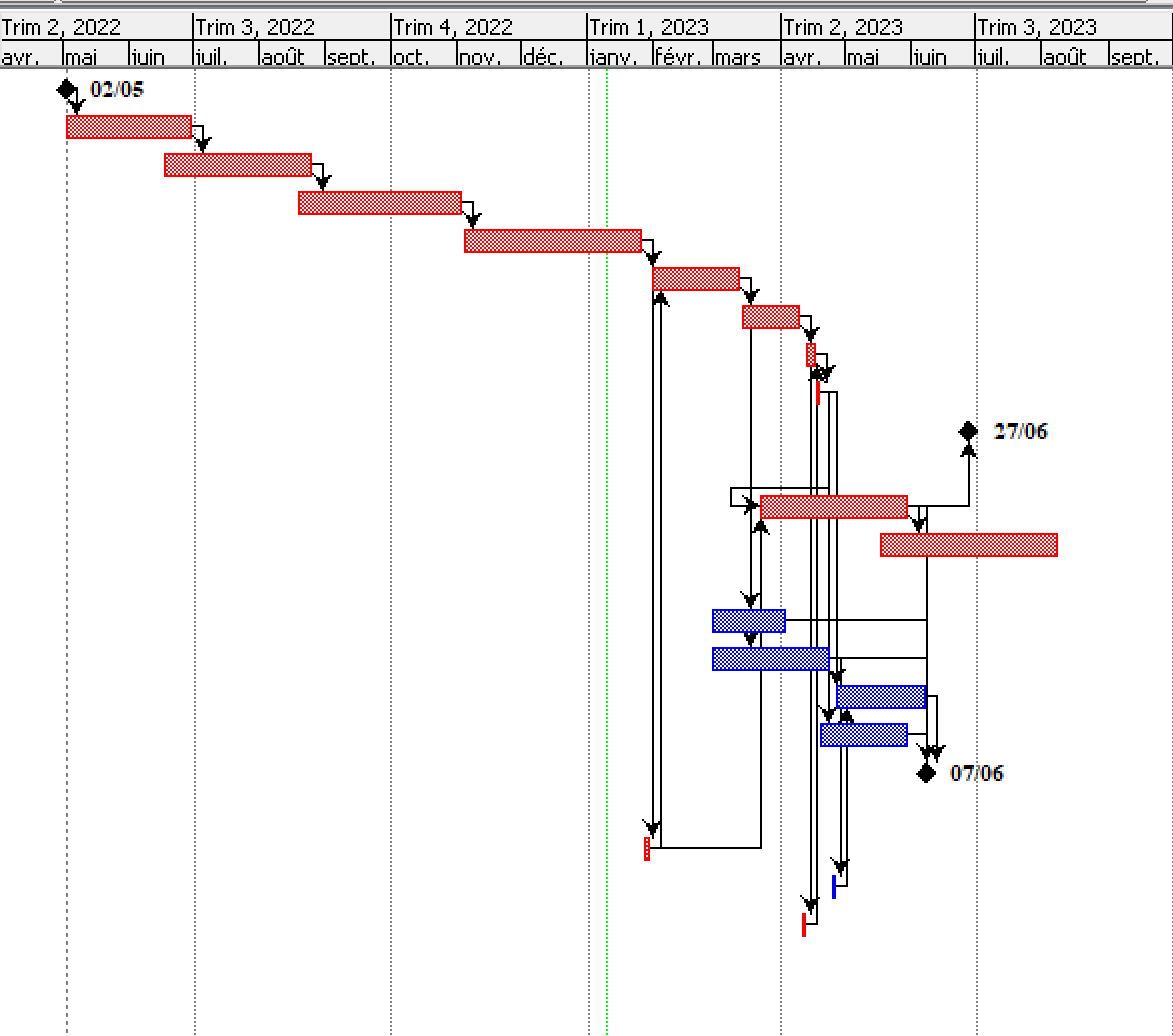 Trim 2, 2022 Trim 3, 2022 Trim 4, 2022 Trim 1, 2023 Trim 2, 2023 Trim 3, 2023
avr. mai juin juil. août sept. oct. nov. déc. janv. févr. mars avr. mai juin juil. août sept.
02/05
27/06
07/06